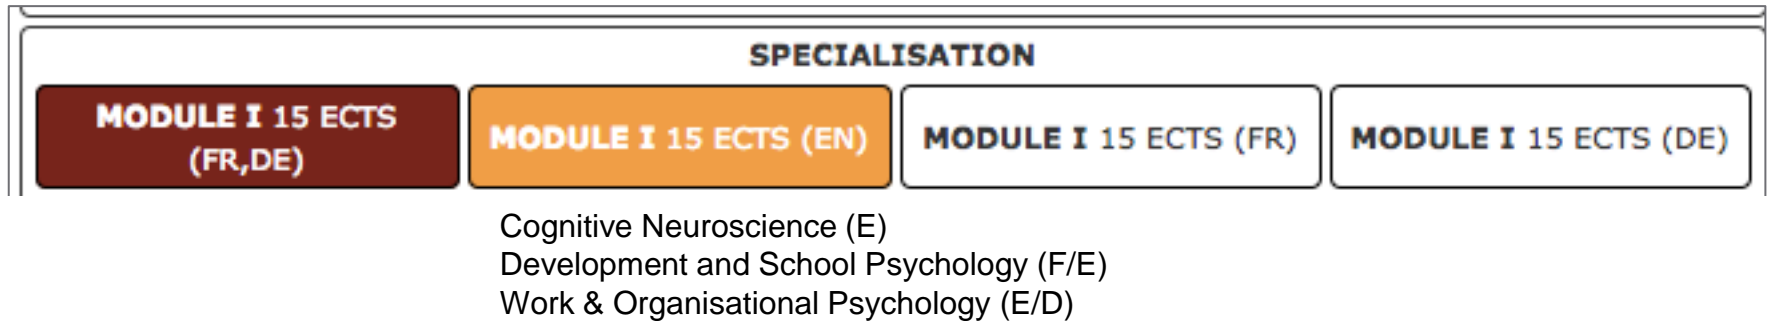 SPECIALISATION
MODULE I 15 ECTS
(FR,DE)
MODULE I 15 ECTS (EN)
MODULE I 15 ECTS (FR)
MODULE I 15 ECTS (DE)
Cognitive Neuroscience (E)
Development and School Psychology (F/E)
Work & Organisational Psychology (E/D)